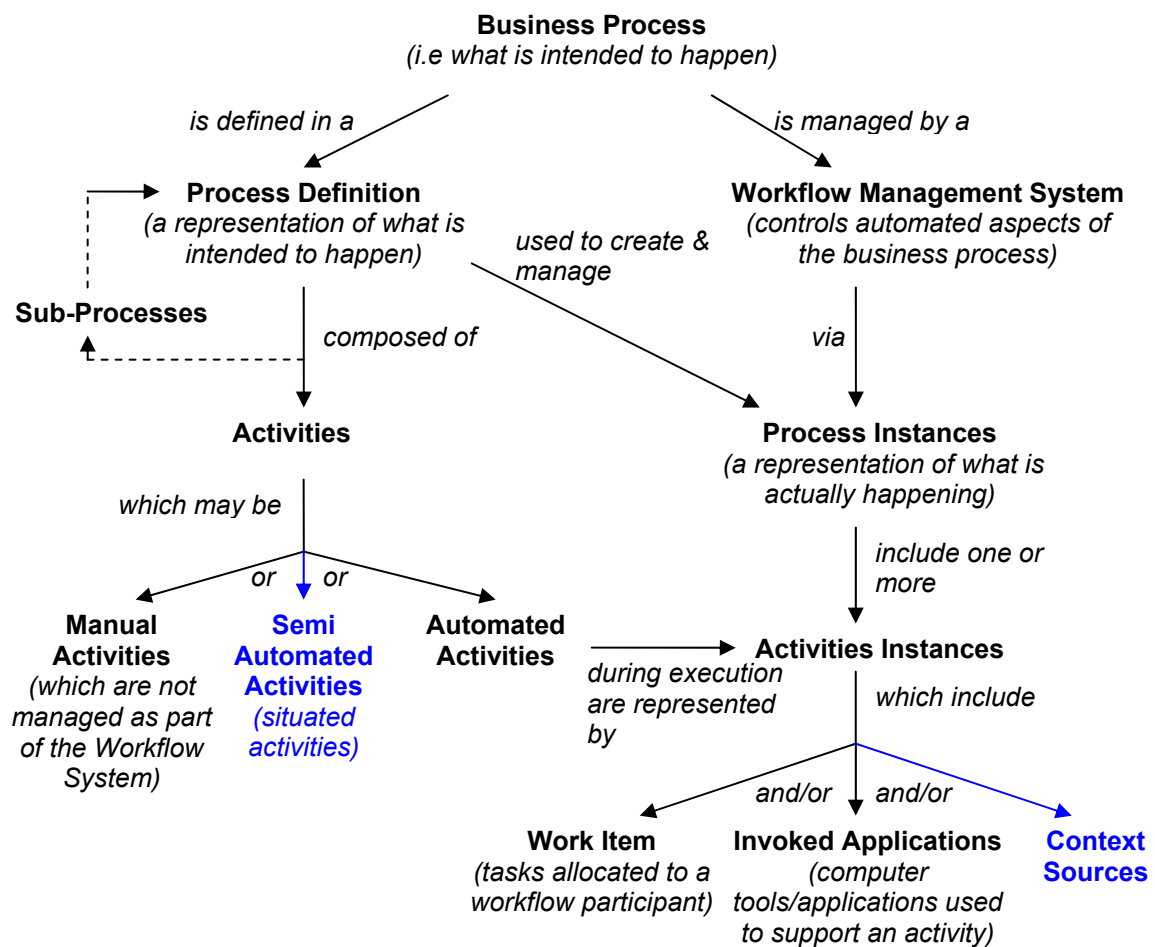 Business Process
(i.e what is intended to happen)
is defined in a
is managed by a
Process Definition
(a representation of what is
intended to happen)
Workflow Management System
(controls automated aspects of
the business process)
used to create &
manage
Sub-Processes
composed of
via
Activities
Process Instances
(a representation of what is
actually happening)
which may be
include one or
more
or
or
Manual
Activities
(which are not
managed as part
of the Workflow
System)
Semi
Automated
Activities
(situated
activities)
Automated
Activities
during execution
are represented
by
Activities Instances
which include
and/or
and/or
Work Item
(tasks allocated to a
workflow participant)
Invoked Applications
(computer
tools/applications used
to support an activity)
Context
Sources